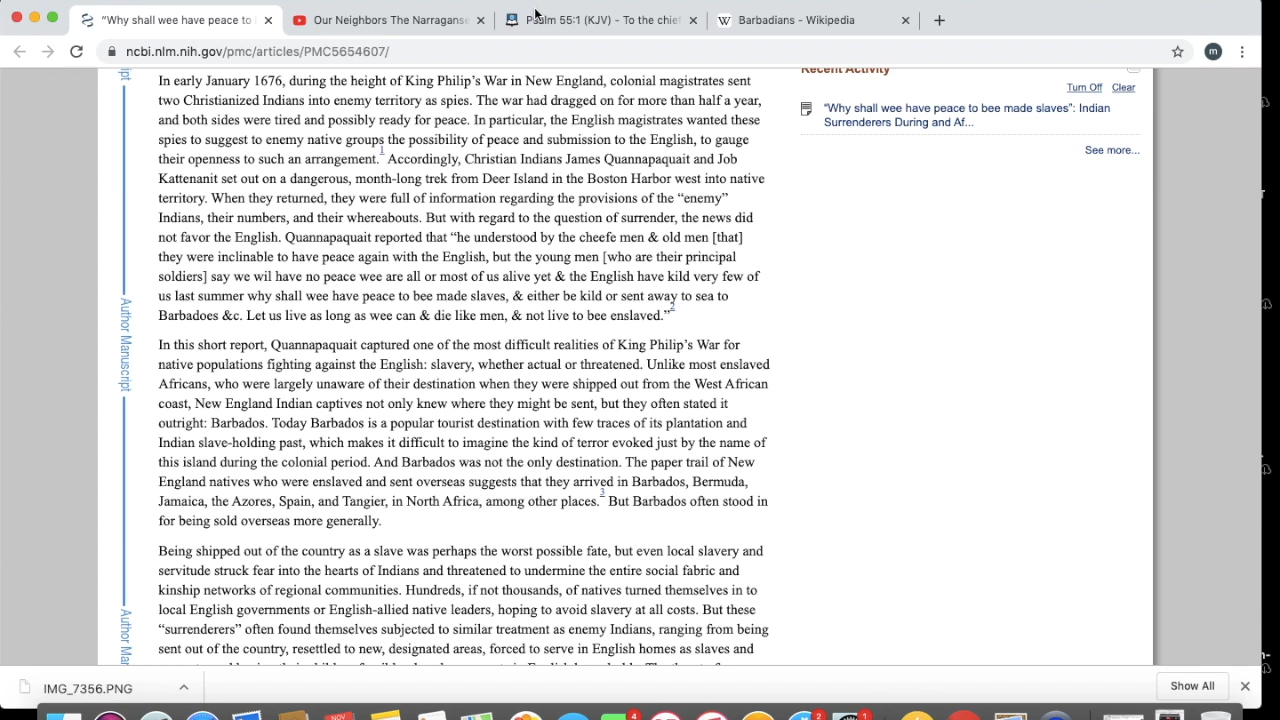 "Why shall wee have peace to
Our Neighbors The Narraganse
Psalm 55:1 (KJV) - To the chief
Barbadians - Wikipedia
ncbi.nlm.nih.gov/pmc/articles/PMC5654607/
m
Recent Activity
Turn Off Clear
"Why shall wee have peace to bee made slaves": Indian
Surrenderers During and Af...
See more...
In early January 1676, during the height of King Philip's War in New England, colonial magistrates sent
two Christianized Indians into enemy territory as spies. The war had dragged on for more than half a year,
and both sides were tired and possibly ready for peace. In particular, the English magistrates wanted these
spies to suggest to enemy native groups the possibility of peace and submission to the English, to gauge
their openness to such an arrangement.1 Accordingly, Christian Indians James Quannapaquait and Job
Kattenanit set out on a dangerous, month-long trek from Deer Island in the Boston Harbor west into native
territory. When they returned, they were full of information regarding the provisions of the "enemy"
Indians, their numbers, and their whereabouts. But with regard to the question of surrender, the news did
not favor the English. Quannapaquait reported that "he understood by the cheefe men & old men [that]
they were inclinable to have peace again with the English, but the young men [who are their principal
soldiers] say we wil have no peace wee are all or most of us alive yet & the English have kild very few of
us last summer why shall wee have peace to bee made slaves, & either be kild or sent away to sea to
Barbadoes &c. Let us live as long as wee can & die like men, & not live to bee enslaved."2
In this short report, Quannapaquait captured one of the most difficult realities of King Philip's War for
native populations fighting against the English: slavery, whether actual or threatened. Unlike most enslaved
Africans, who were largely unaware of their destination when they were shipped out from the West African
coast, New England Indian captives not only knew where they might be sent, but they often stated it
outright: Barbados. Today Barbados is a popular tourist destination with few traces of its plantation and
Indian slave-holding past, which makes it difficult to imagine the kind of terror evoked just by the name of
this island during the colonial period. And Barbados was not the only destination. The paper trail of New
England natives who were enslaved and sent overseas suggests that they arrived in Barbados, Bermuda,
Jamaica, the Azores, Spain, and Tangier, in North Africa, among other places.3 But Barbados often stood in
for being sold overseas more generally.
Being shipped out of the country as a slave was perhaps the worst possible fate, but even local slavery and
servitude struck fear into the hearts of Indians and threatened to undermine the entire social fabric and
kinship networks of regional communities. Hundreds, if not thousands, of natives turned themselves in to
local English governments or English-allied native leaders, hoping to avoid slavery at all costs. But these
"surrenderers" often found themselves subjected to similar treatment as enemy Indians, ranging from being
sent out of the country, resettled to new, designated areas, forced to serve in English homes as slaves and
Author Manuscript
IMG_7356.PNG
Show All
NOV
4
2
1